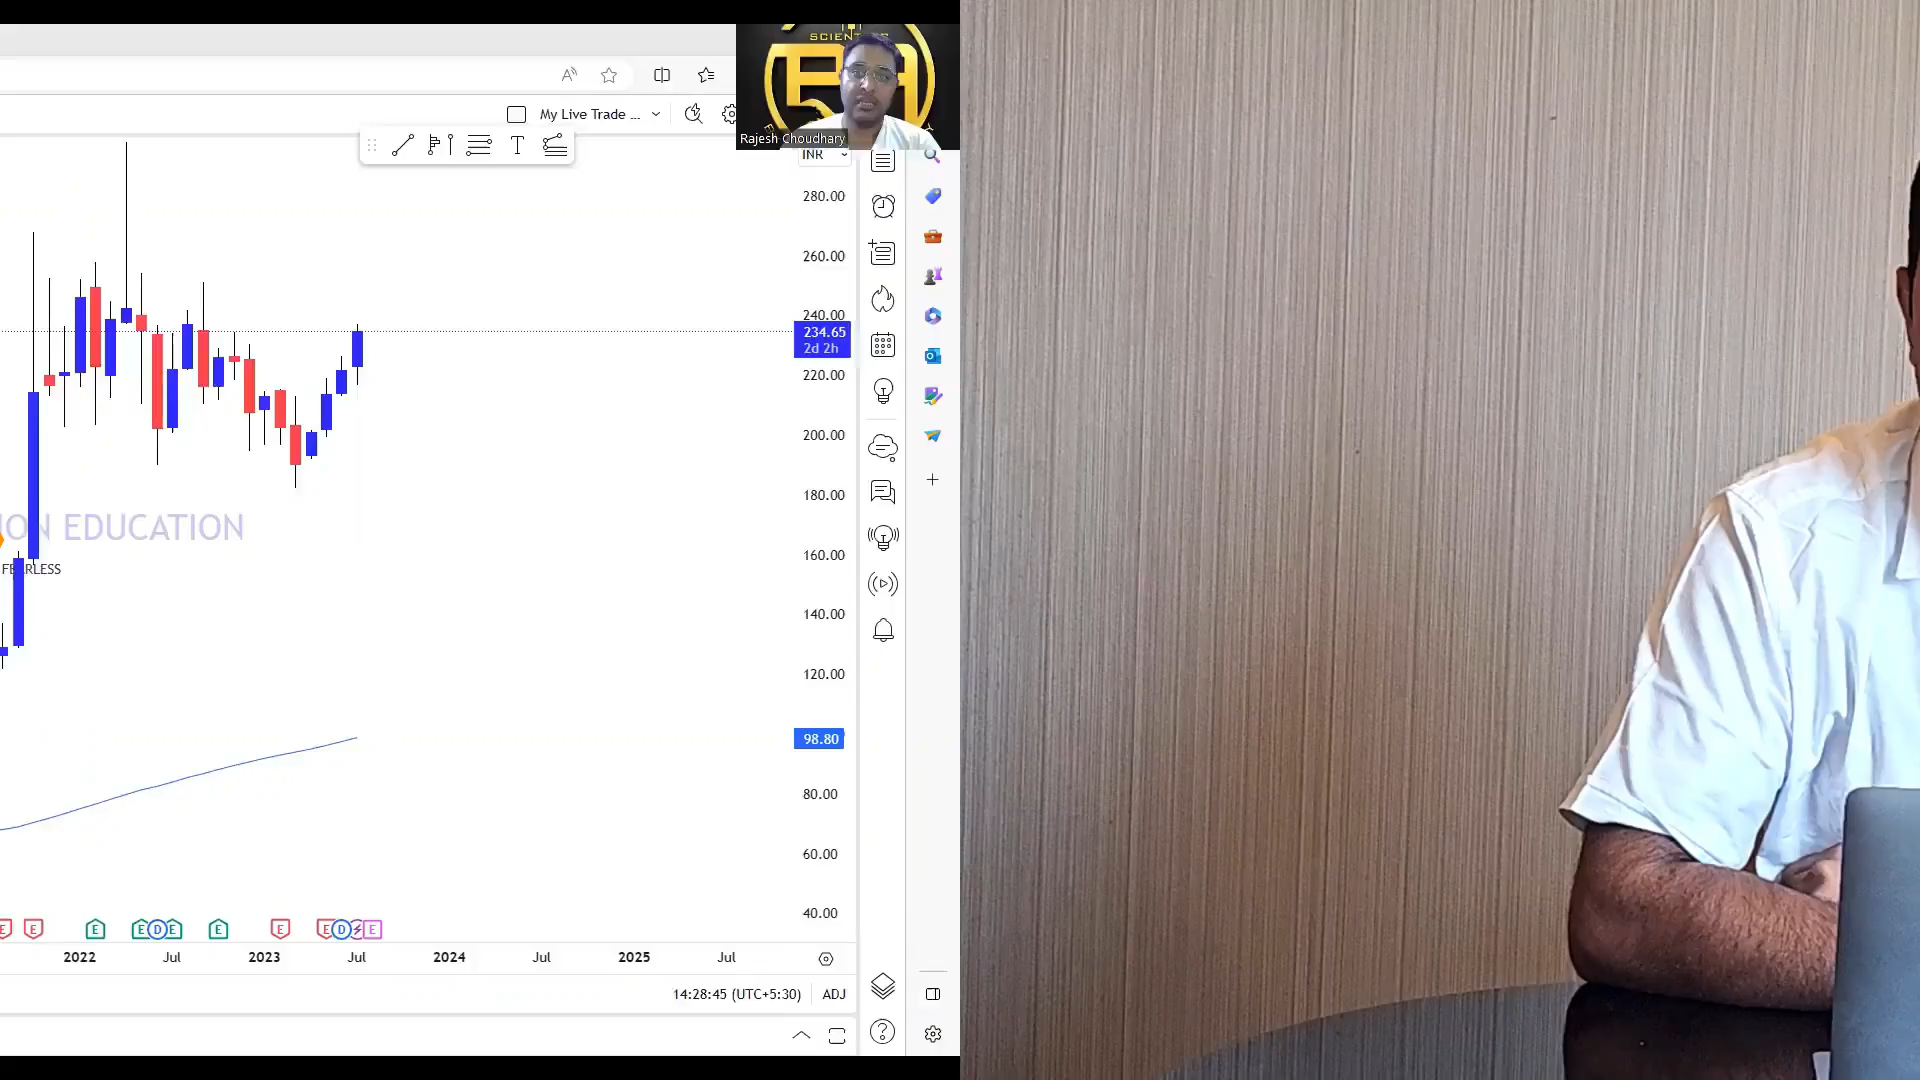 SCIENTIFIC
My Live Trade ...
Rajesh Choudhary
INR
280.00
260.00
240.00
234.65
2d 2h
220.00
200.00
180.00
ION EDUCATION
160.00
FEARLESS
140.00
120.00
98.80
80.00
60.00
40.00
E E E E D E E E E D E
2022 Jul 2023 Jul 2024 Jul 2025 Jul
14:28:45 (UTC+5:30) ADJ